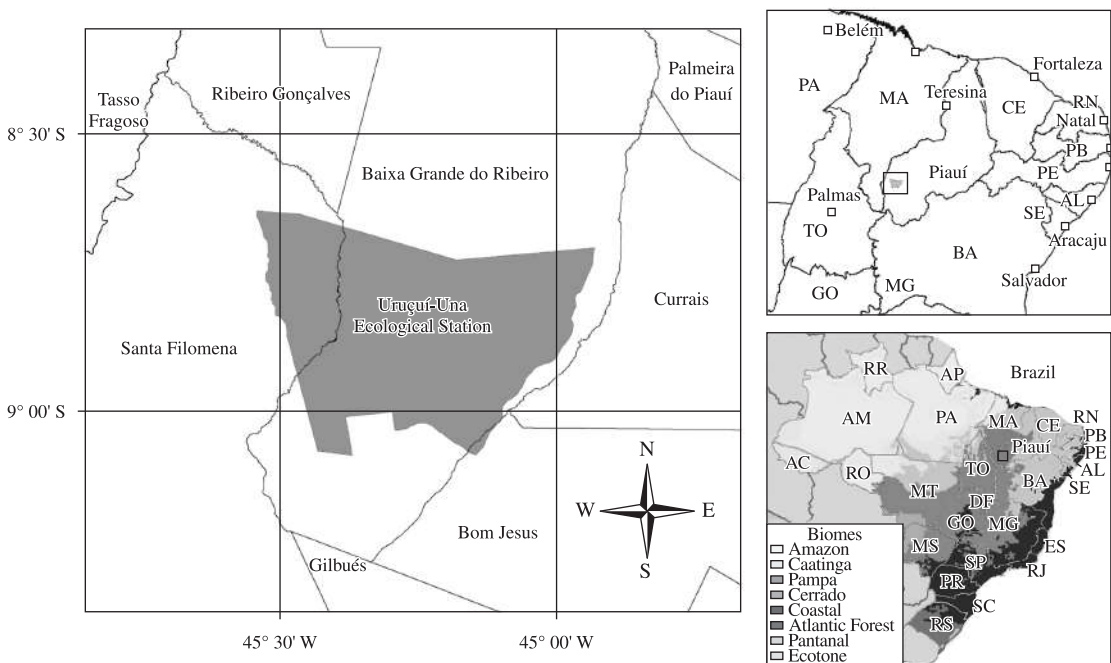 Tasso
Fragoso
Ribeiro Gonçalves
Palmeira
do Piauí
8° 30' S
Baixa Grande do Ribeiro
Uruçuí-Una
Ecological Station
Currais
Santa Filomena
9° 00' S
N
W
E
S
Bom Jesus
Gilbués
45° 30' W
45° 00' W
Belém
Fortaleza
PA
MA
Teresina
CE
RN
Natal
PB
Piauí
PE
Palmas
AL
SE
TO
Aracaju
BA
Salvador
GO
MG
RR
AP
Brazil
AM
PA
MA
CE
RN
Piauí
PB
PE
AC
RO
TO
AL
BA
SE
MT
DF
GO
MG
MS
ES
SP
RJ
PR
SC
RS
Biomes
Amazon
Caatinga
Pampa
Cerrado
Coastal
Atlantic Forest
Pantanal
Ecotone